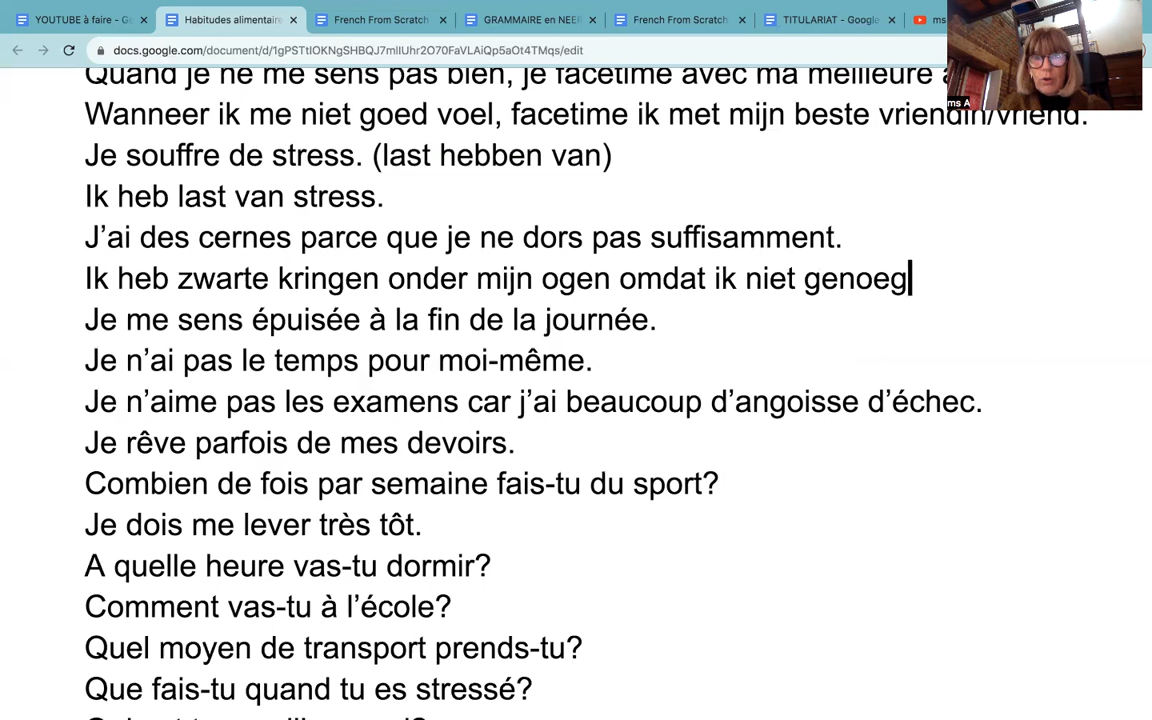 YOUTUBE à faire - Ge
Habitudes alimentaire
French From Scratch
GRAMMAIRE en NEER
French From Scratch
TITULARIAT - Google
ms
docs.google.com/document/d/1gPSTtIOKNgSHBQJ7mlIUhr2O70FaVLAiQp5aOt4TMqs/edit
ms A
Quand je ne me sens pas bien, je facetime avec ma meilleure
Wanneer ik me niet goed voel, facetime ik met mijn beste vriendin/vriend.
Je souffre de stress. (last hebben van)
Ik heb last van stress.
J’ai des cernes parce que je ne dors pas suffisamment.
Ik heb zwarte kringen onder mijn ogen omdat ik niet genoeg
Je me sens épuisée à la fin de la journée.
Je n’ai pas le temps pour moi-même.
Je n’aime pas les examens car j’ai beaucoup d’angoisse d’échec.
Je rêve parfois de mes devoirs.
Combien de fois par semaine fais-tu du sport?
Je dois me lever très tôt.
A quelle heure vas-tu dormir?
Comment vas-tu à l’école?
Quel moyen de transport prends-tu?
Que fais-tu quand tu es stressé?